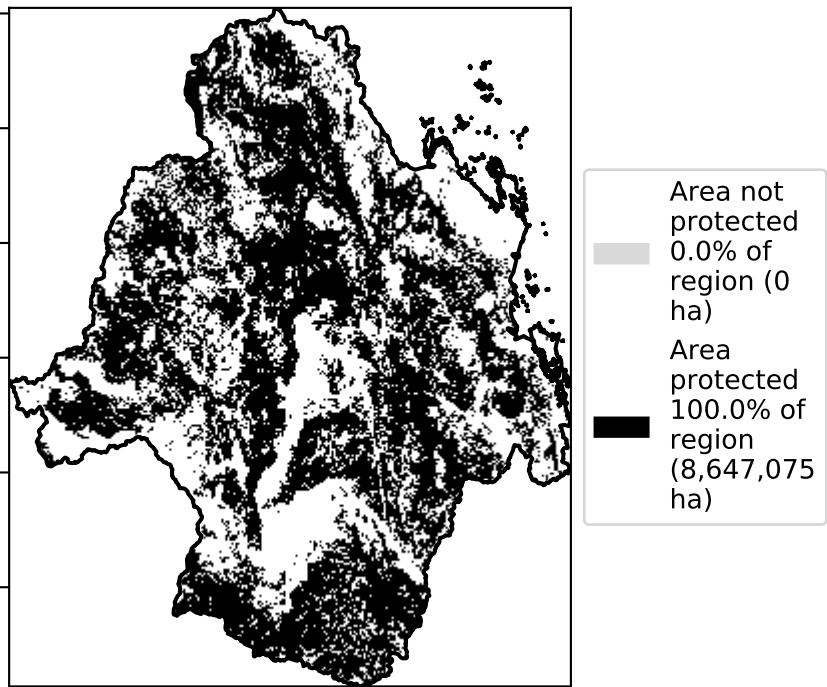 Area not
protected
0.0% of
region (0
ha)
Area
protected
100.0% of
region
(8,647,075
ha)